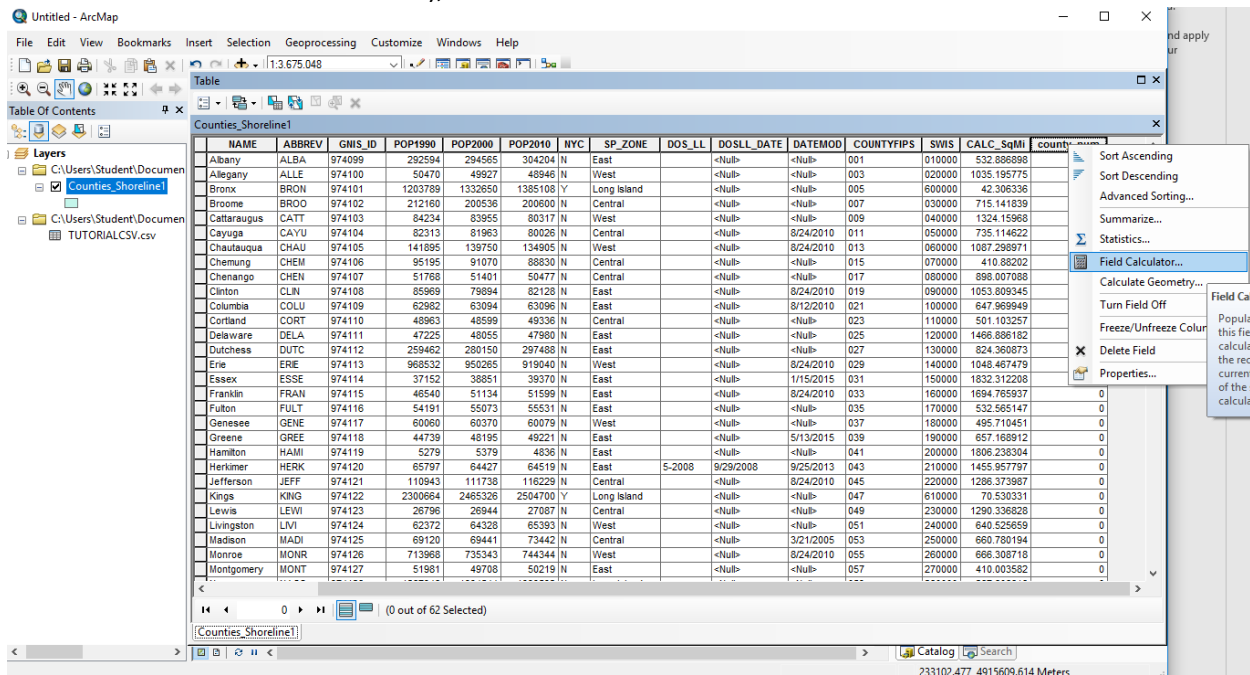 Untitled - ArcMap
nd apply
ur
File Edit View Bookmarks Insert Selection Geoprocessing Customize Windows Help
1:3.675.048
Table
Table Of Contents
Counties_Shoreline1
Layers
C:\Users\Student\Documen
Counties_Shoreline1
C:\Users\Student\Documen
TUTORIALCSV.csv
NAME ABBREV GNIS_ID POP1990 POP2000 POP2010 NYC SP_ZONE DOS_LL DOSLL_DATE DATEMOD COUNTYFIPS SWIS CALC_SqMi county_num
Albany ALBA 974099 292594 294565 304204 N East <Null> <Null> 001 010000 532.886898
Allegany ALLE 974100 50470 49927 48946 N West <Null> <Null> 003 020000 1035.195775
Bronx BRON 974101 1203789 1332650 1385108 Y Long Island <Null> <Null> 005 600000 42.306336
Broome BROO 974102 212160 200536 200600 N Central <Null> <Null> 007 030000 715.141839
Cattaraugus CATT 974103 84234 83955 80317 N West <Null> <Null> 009 040000 1324.15968
Cayuga CAYU 974104 82313 81963 80026 N Central <Null> 8/24/2010 011 050000 735.114622
Chautauqua CHAU 974105 141895 139750 134905 N West <Null> 8/24/2010 013 060000 1087.298971
Chemung CHEM 974106 95195 91070 88830 N Central <Null> <Null> 015 070000 410.88202
Chenango CHEN 974107 51768 51401 50477 N Central <Null> <Null> 017 080000 898.007088
Clinton CLIN 974108 85969 79894 82128 N East <Null> 8/24/2010 019 090000 1053.809345
Columbia COLU 974109 62982 63094 63096 N East <Null> 8/12/2010 021 100000 647.969949
Cortland CORT 974110 48963 48599 49336 N Central <Null> <Null> 023 110000 501.103257
Delaware DELA 974111 47225 48055 47980 N East <Null> <Null> 025 120000 1466.886182
Dutchess DUTC 974112 259462 280150 297488 N East <Null> <Null> 027 130000 824.360873
Erie ERIE 974113 968532 950265 919040 N West <Null> 8/24/2010 029 140000 1048.467479
Essex ESSE 974114 37152 38851 39370 N East <Null> 1/15/2015 031 150000 1832.312208
Franklin FRAN 974115 46540 51134 51599 N East <Null> 8/24/2010 033 160000 1694.765937 0
Fulton FULT 974116 54191 55073 55531 N East <Null> <Null> 035 170000 532.565147 0
Genesee GENE 974117 60060 60370 60079 N West <Null> <Null> 037 180000 495.710451 0
Greene GREE 974118 44739 48195 49221 N East <Null> 5/13/2015 039 190000 657.168912 0
Hamilton HAMI 974119 5279 5379 4836 N East <Null> <Null> 041 200000 1806.238304 0
Herkimer HERK 974120 65797 64427 64519 N East 5-2008 9/29/2008 9/25/2013 043 210000 1455.957797 0
Jefferson JEFF 974121 110943 111738 116229 N Central <Null> 8/24/2010 045 220000 1286.373987 0
Kings KING 974122 2300664 2465326 2504700 Y Long Island <Null> <Null> 047 610000 70.530331 0
Lewis LEWI 974123 26796 26944 27087 N Central <Null> <Null> 049 230000 1290.336828 0
Livingston LIVI 974124 62372 64328 65393 N West <Null> <Null> 051 240000 640.525659 0
Madison MADI 974125 69120 69441 73442 N Central <Null> 3/21/2005 053 250000 660.780194 0
Monroe MONR 974126 713968 735343 744344 N West <Null> 8/24/2010 055 260000 666.308718 0
Montgomery MONT 974127 51981 49708 50219 N East <Null> <Null> 057 270000 410.003582 0
Sort Ascending
Sort Descending
Advanced Sorting...
Summarize...
Statistics...
Field Calculator...
Calculate Geometry...
Turn Field Off
Freeze/Unfreeze Colur
Delete Field
Properties...
Field Cal
Popula
this fie
calcula
the rec
current
of the s
calcula
0 (0 out of 62 Selected)
Counties_Shoreline1
Catalog Search
233102.477 4915609.614 Meters